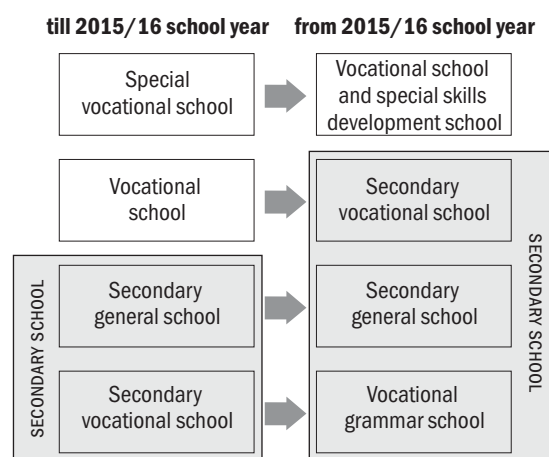 till 2015/16 school year
from 2015/16 school year
Special
vocational school
Vocational school
and special skills
development school
Vocational
school
Secondary
vocational school
SECONDARY SCHOOL
Secondary
general school
Secondary
general school
SECONDARY SCHOOL
Secondary
vocational school
Vocational
grammar school